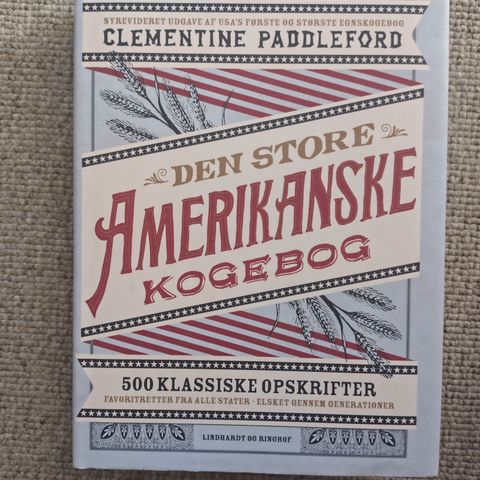 NYREVIDERET UDGAVE AF USA'S FØRSTE OG STØRSTE EGNSKOGEBOG
CLEMENTINE PADDLEFORD
DEN STORE
AMERIKANSKE
KOGEBOG
500 KLASSISKE OPSKRIFTER
FAVORITRETTER FRA ALLE STATER · ELSKET GENNEM GENERATIONER
LINDHARDT OG RINGHOF